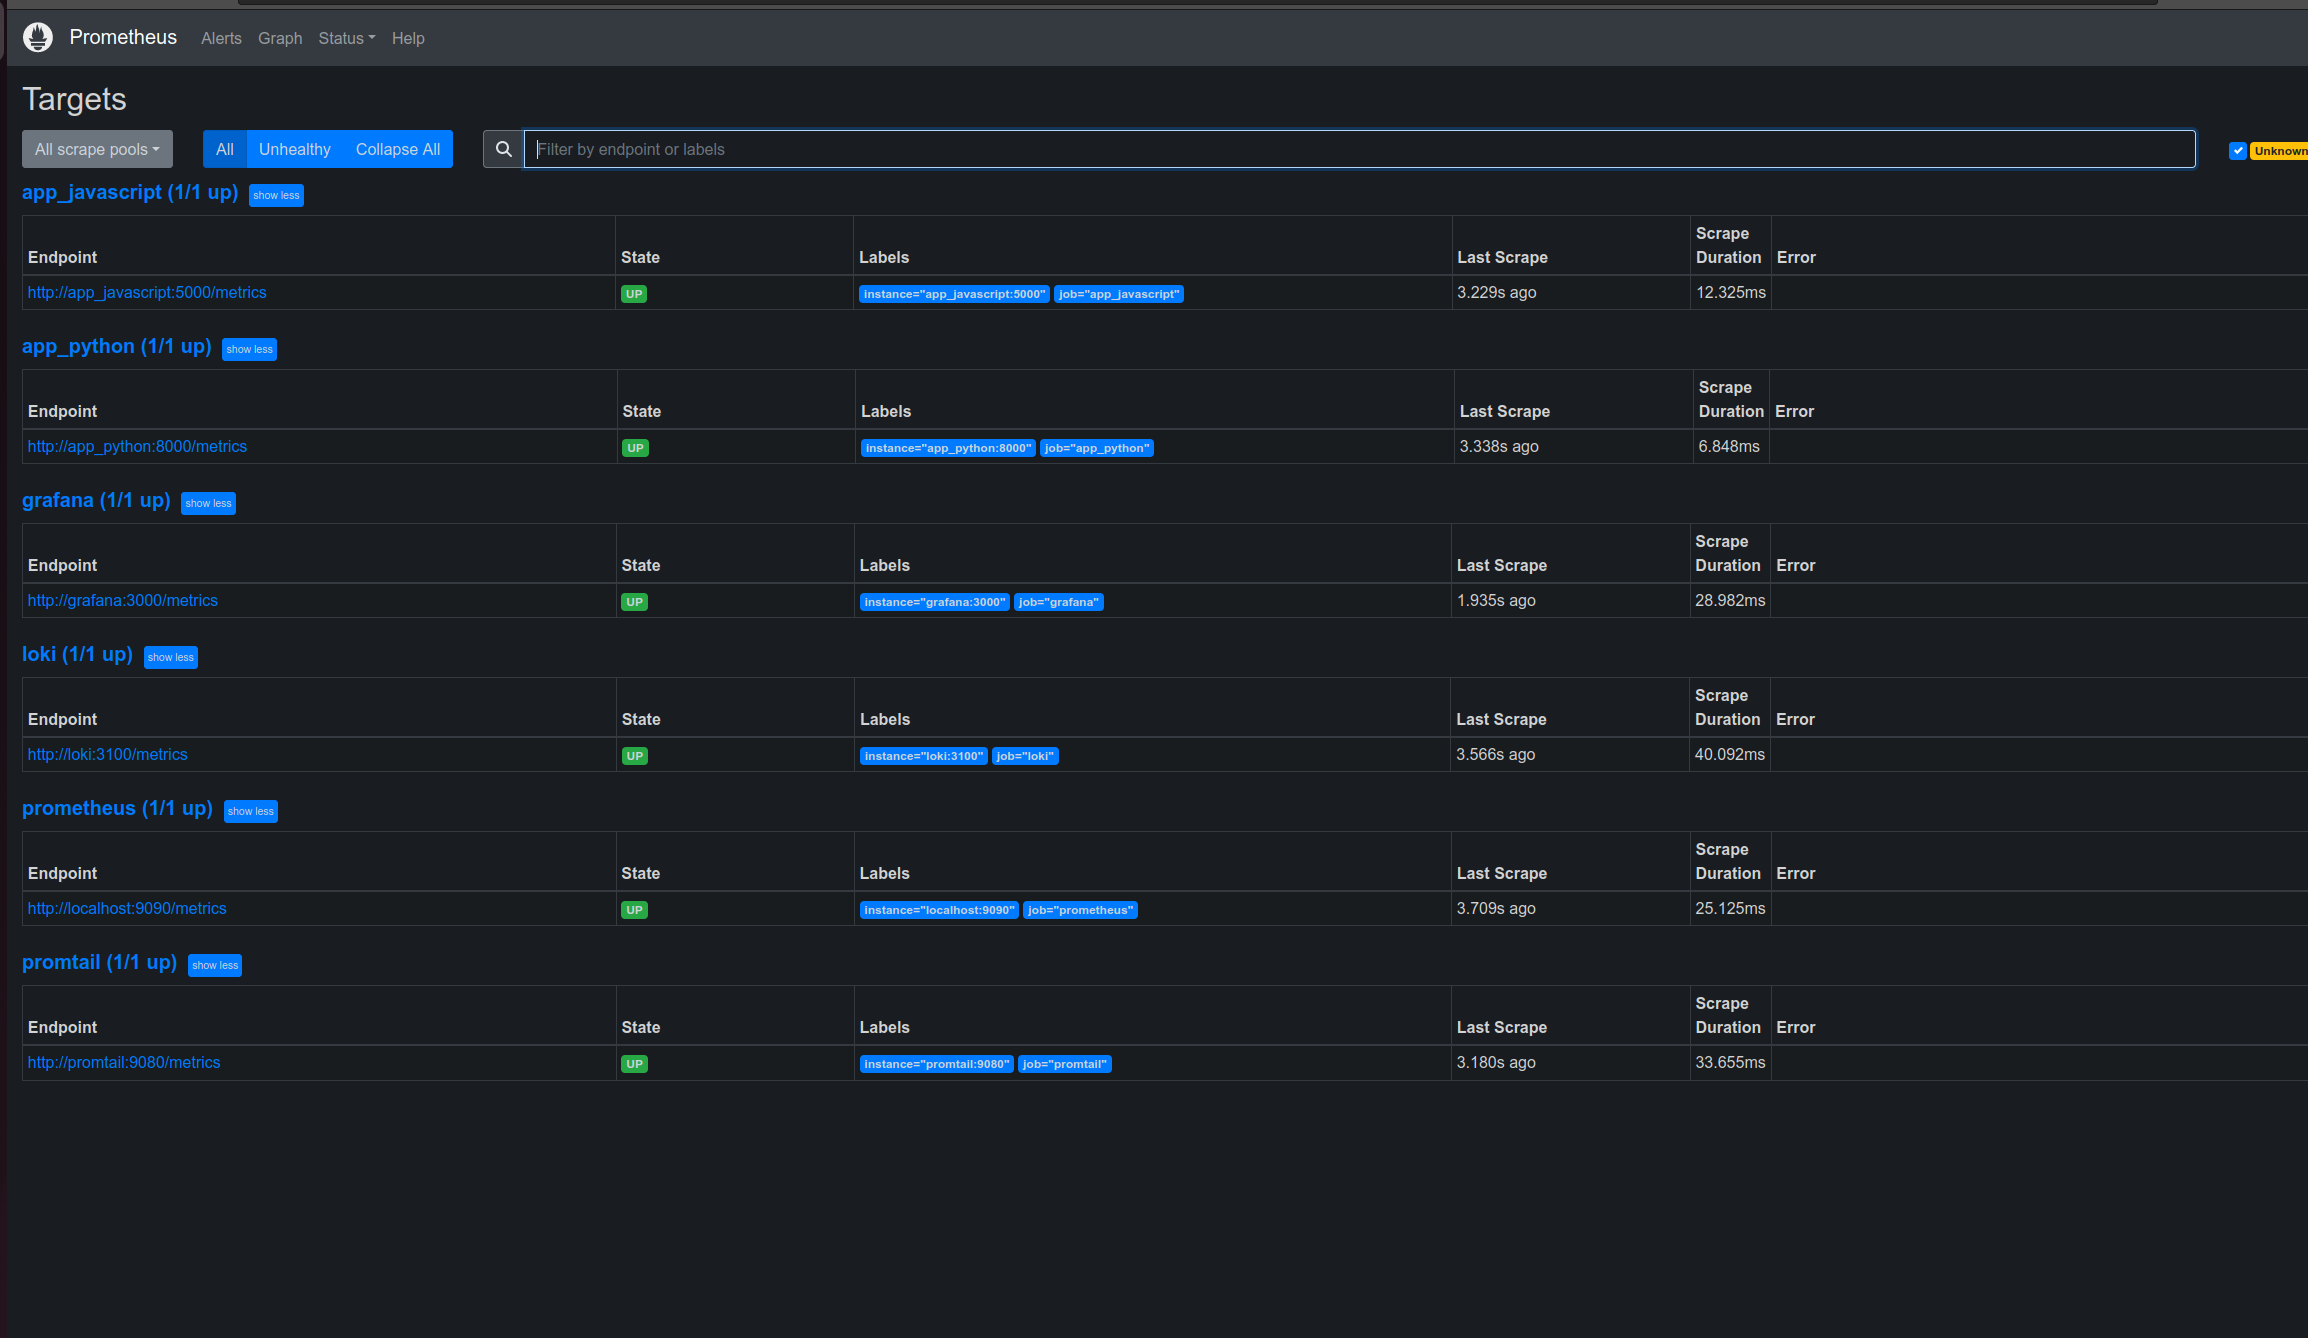 Prometheus Alerts Graph Status Help
Targets
All scrape pools All Unhealthy Collapse All Filter by endpoint or labels Unknown
app_javascript (1/1 up) show less
Endpoint State Labels Last Scrape Scrape Duration Error
http://app_javascript:5000/metrics UP instance="app_javascript:5000" job="app_javascript" 3.229s ago 12.325ms
app_python (1/1 up) show less
Endpoint State Labels Last Scrape Scrape Duration Error
http://app_python:8000/metrics UP instance="app_python:8000" job="app_python" 3.338s ago 6.848ms
grafana (1/1 up) show less
Endpoint State Labels Last Scrape Scrape Duration Error
http://grafana:3000/metrics UP instance="grafana:3000" job="grafana" 1.935s ago 28.982ms
loki (1/1 up) show less
Endpoint State Labels Last Scrape Scrape Duration Error
http://loki:3100/metrics UP instance="loki:3100" job="loki" 3.566s ago 40.092ms
prometheus (1/1 up) show less
Endpoint State Labels Last Scrape Scrape Duration Error
http://localhost:9090/metrics UP instance="localhost:9090" job="prometheus" 3.709s ago 25.125ms
promtail (1/1 up) show less
Endpoint State Labels Last Scrape Scrape Duration Error
http://promtail:9080/metrics UP instance="promtail:9080" job="promtail" 3.180s ago 33.655ms